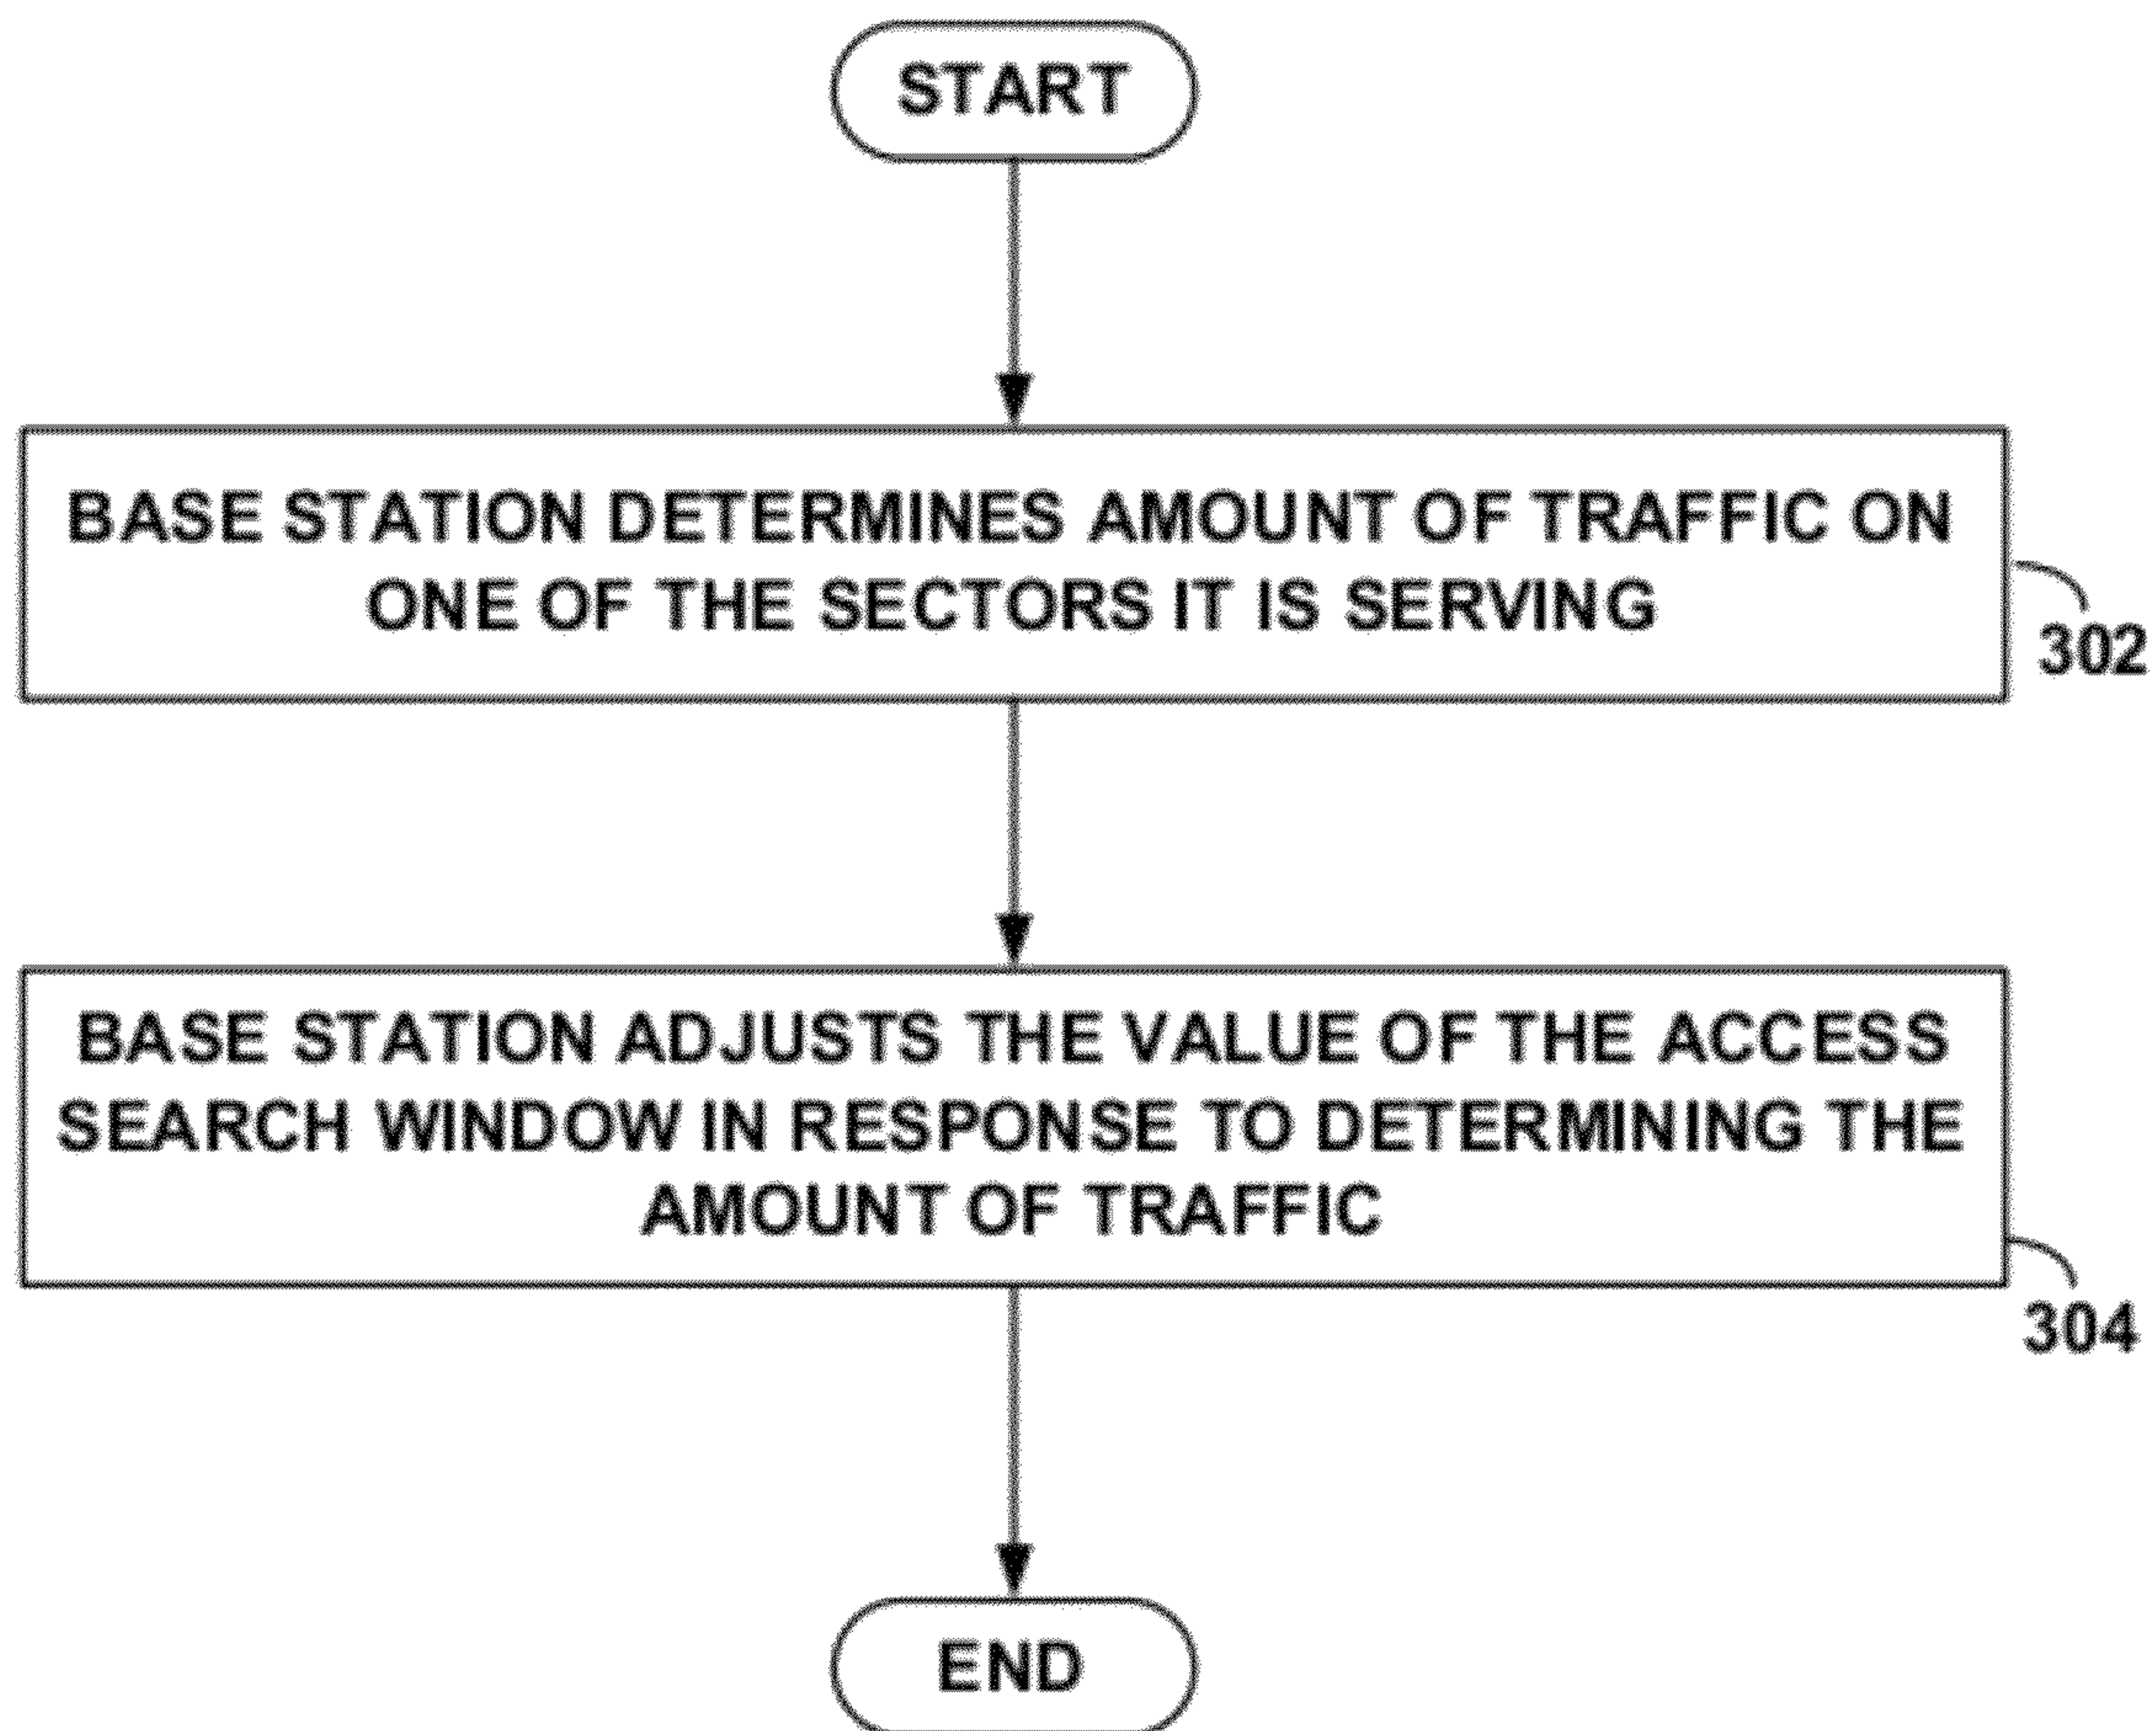 START
BASE STATION DETERMINES AMOUNT OF TRAFFIC ON
ONE OF THE SECTORS IT IS SERVING
302
BASE STATION ADJUSTS THE VALUE OF THE ACCESS
SEARCH WINDOW IN RESPONSE TO DETERMINING THE
AMOUNT OF TRAFFIC
304
END